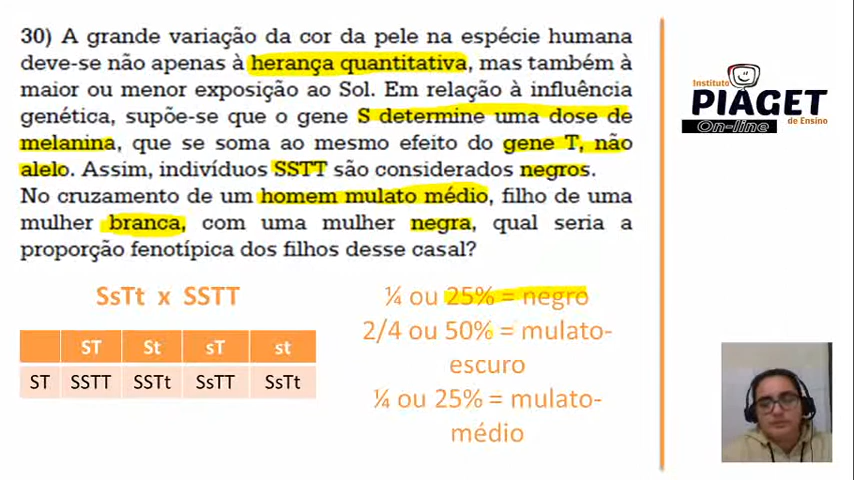 30) A grande variação da cor da pele na espécie humana
deve-se não apenas à herança quantitativa, mas também à
maior ou menor exposição ao Sol. Em relação à influência
genética, supõe-se que o gene S determine uma dose de
melanina, que se soma ao mesmo efeito do gene T, não
alelo. Assim, indivíduos SSTT são considerados negros.
No cruzamento de um homem mulato médio, filho de uma
mulher branca, com uma mulher negra, qual seria a
proporção fenotípica dos filhos desse casal?
SsTt x SSTT
ST St sT st
ST SSTT SSTt SsTT SsTt
¼ ou 25% = negro
2/4 ou 50% = mulato-
escuro
¼ ou 25% = mulato-
médio
Instituto
PIAGET
de Ensino
On-line